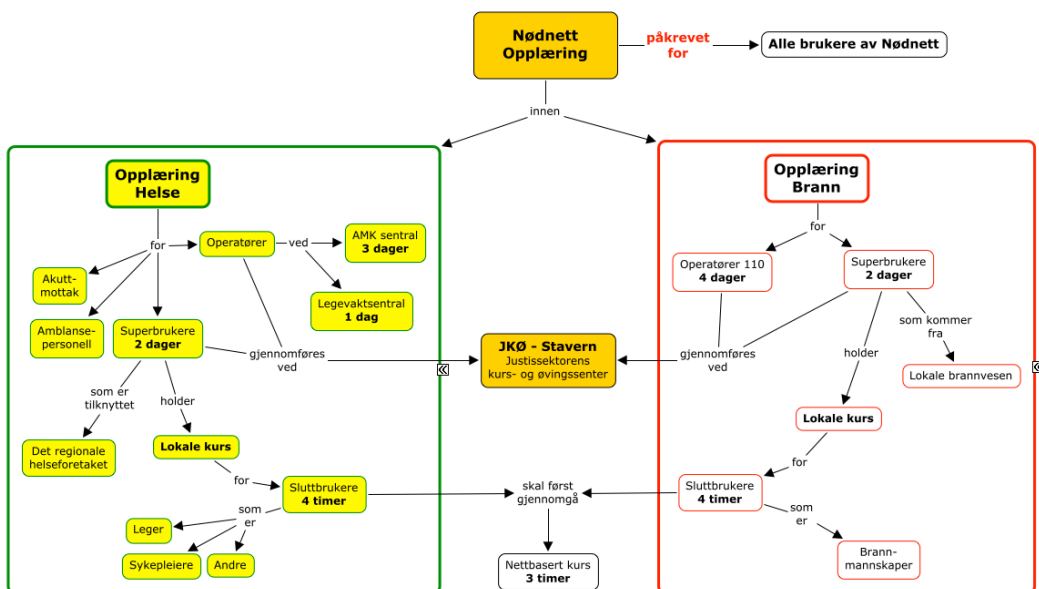 Nødnett
Opplæring
påkrevet
for
Alle brukere av Nødnett
innen
Opplæring
Helse
for
Operatører
ved
AMK sentral
3 dager
Legevaktsentral
1 dag
Akutt-
mottak
Amblanse-
personell
Superbrukere
2 dager
gjennomføres
ved
som er
tilknyttet
holder
Det regionale
helseforetaket
Lokale kurs
for
Sluttbrukere
4 timer
som
er
Leger
Sykepleiere
Andre
JKØ - Stavern
Justissektorens
kurs- og øvingssenter
skal først
gjennomgå
Nettbasert kurs
3 timer
Opplæring
Brann
for
Operatører 110
4 dager
Superbrukere
2 dager
gjennomføres
ved
som kommer
fra
holder
Lokale brannvesen
Lokale kurs
for
Sluttbrukere
4 timer
som
er
Brann-
mannskaper